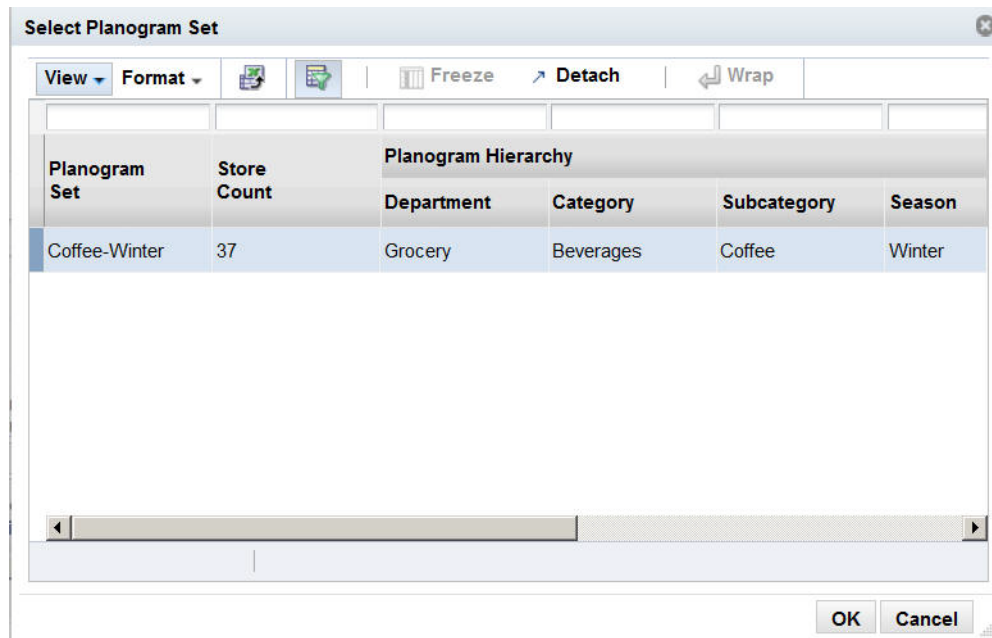 Select Planogram Set
View Format Freeze Detach Wrap
Planogram Set
Store Count
Planogram Hierarchy
Department Category Subcategory Season
Coffee-Winter 37 Grocery Beverages Coffee Winter
OK Cancel